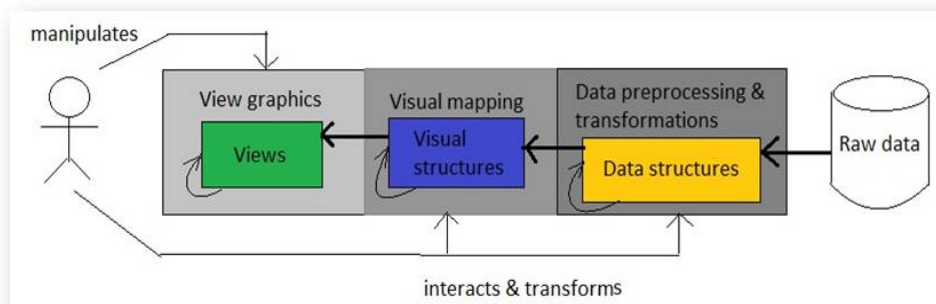 manipulates
View graphics
Views
Visual mapping
Visual
structures
Data preprocessing &
transformations
Data structures
Raw data
interacts & transforms